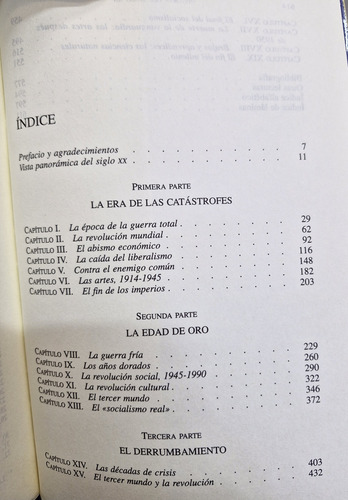 ÍNDICE
Prefacio y agradecimientos . . . . . . . . . . 7
Vista panorámica del siglo XX . . . . . . . . . . 11
PRIMERA PARTE
LA ERA DE LAS CATÁSTROFES
CAPÍTULO I. La época de la guerra total . . . . . . . . 29
CAPÍTULO II. La revolución mundial . . . . . . . . 62
CAPÍTULO III. El abismo económico . . . . . . . . 92
CAPÍTULO IV. La caída del liberalismo . . . . . . . . 116
CAPÍTULO V. Contra el enemigo común . . . . . . . . 148
CAPÍTULO VI. Las artes, 1914-1945 . . . . . . . . 182
CAPÍTULO VII. El fin de los imperios . . . . . . . . 203
SEGUNDA PARTE
LA EDAD DE ORO
CAPÍTULO VIII. La guerra fría . . . . . . . . 229
CAPÍTULO IX. Los años dorados . . . . . . . . 260
CAPÍTULO X. La revolución social, 1945-1990 . . . . . . . . 290
CAPÍTULO XI. La revolución cultural . . . . . . . . 322
CAPÍTULO XII. El tercer mundo . . . . . . . . 346
CAPÍTULO XIII. El «socialismo real» . . . . . . . . 372
TERCERA PARTE
EL DERRUMBAMIENTO
CAPÍTULO XIV. Las décadas de crisis . . . . . . . . 403
CAPÍTULO XV. El tercer mundo y la revolución . . . . . . . . 432